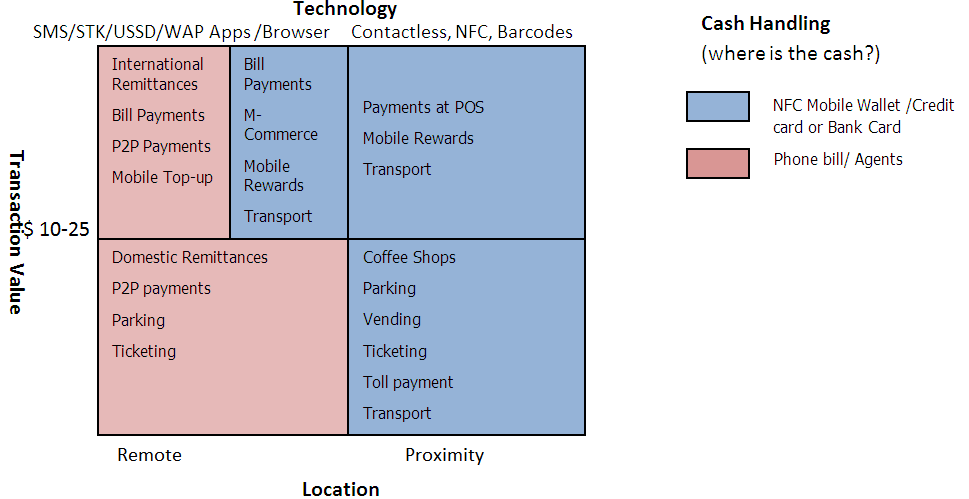 Technology
SMS/STK/USSD/WAP Apps /Browser
Contactless, NFC, Barcodes
Cash Handling
(where is the cash?)
NFC Mobile Wallet /Credit
card or Bank Card
Phone bill/ Agents
Transaction Value
$ 10-25
International
Remittances
Bill Payments
P2P Payments
Mobile Top-up
Bill
Payments
M-
Commerce
Mobile
Rewards
Transport
Payments at POS
Mobile Rewards
Transport
Domestic Remittances
P2P payments
Parking
Ticketing
Coffee Shops
Parking
Vending
Ticketing
Toll payment
Transport
Remote
Proximity
Location